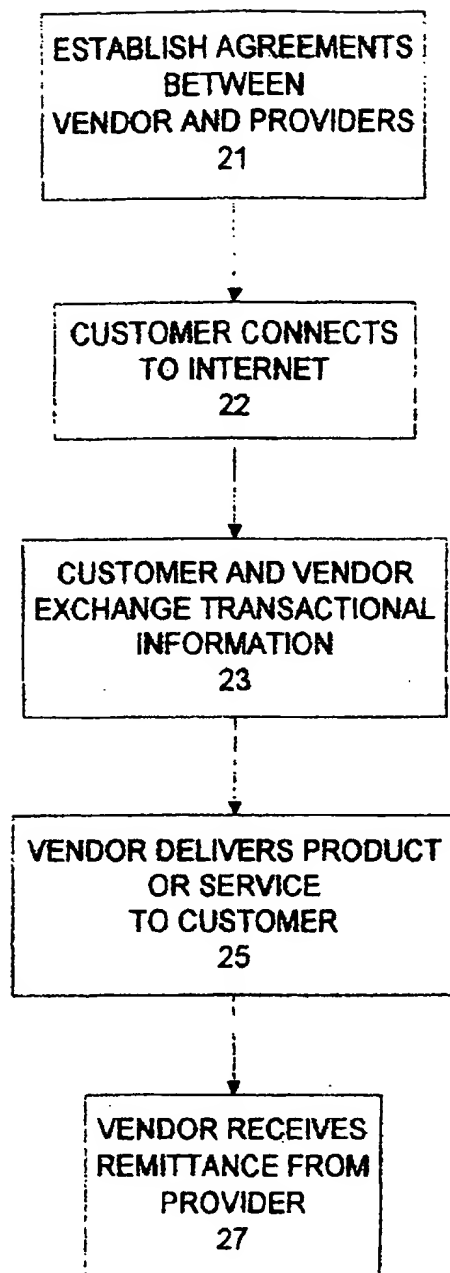 ESTABLISH AGREEMENTS
BETWEEN
VENDOR AND PROVIDERS
21
CUSTOMER CONNECTS
TO INTERNET
22
CUSTOMER AND VENDOR
EXCHANGE TRANSACTIONAL
INFORMATION
23
VENDOR DELIVERS PRODUCT
OR SERVICE
TO CUSTOMER
25
VENDOR RECEIVES
REMITTANCE FROM
PROVIDER
27